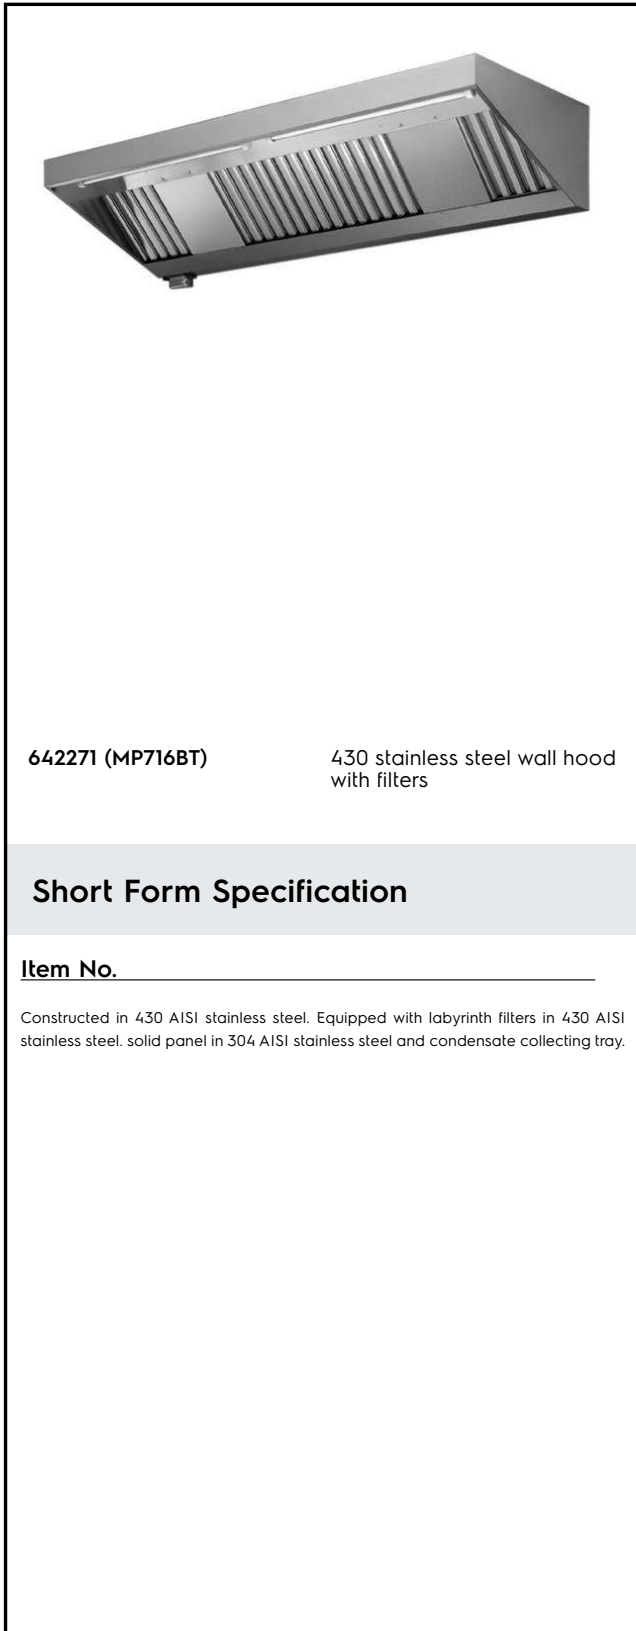 642271 (MP716BT)
430 stainless steel wall hood
with filters
Short Form Specification
Item No.
Constructed in 430 AISI stainless steel. Equipped with labyrinth filters in 430 AISI
stainless steel. solid panel in 304 AISI stainless steel and condensate collecting tray.